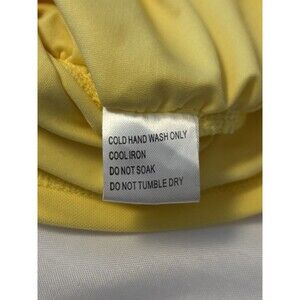 COLD HAND WASH ONLY
COOL IRON
DO NOT SOAK
DO NOT TUMBLE DRY